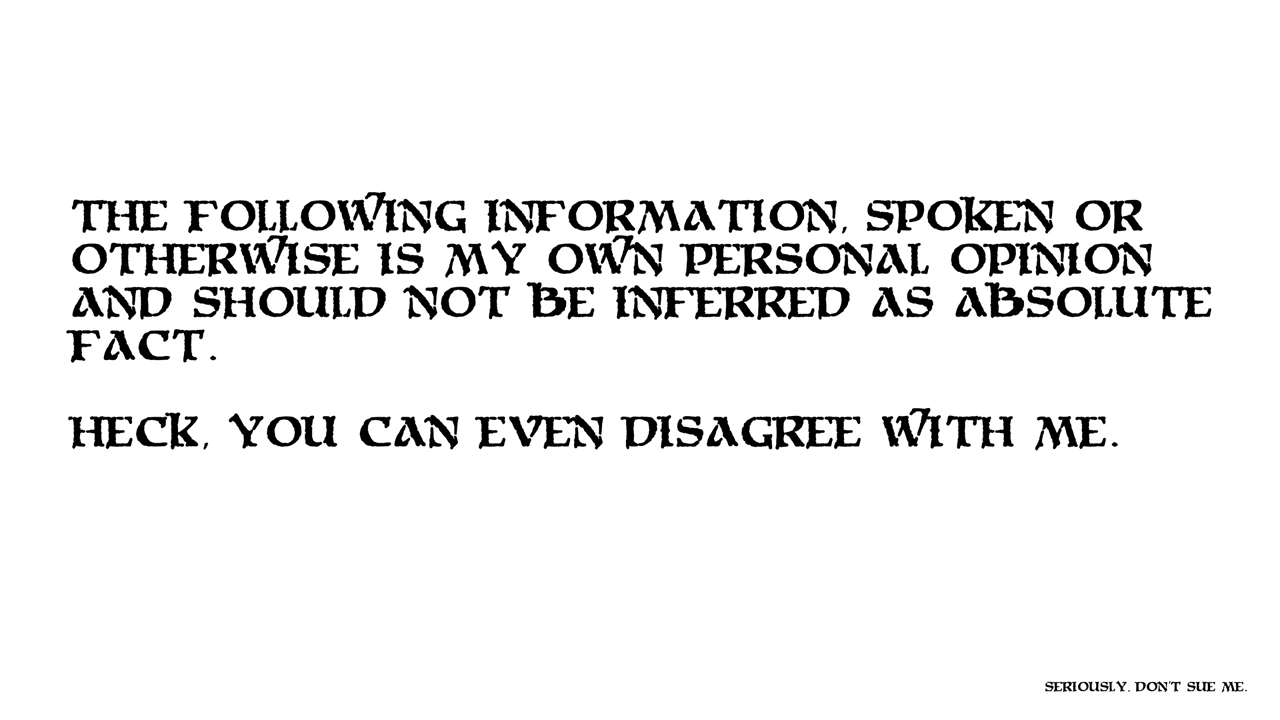 THE FOLLOWING INFORMATION, SPOKEN OR
OTHERWISE IS MY OWN PERSONAL OPINION
AND SHOULD NOT BE INFERRED AS ABSOLUTE
FACT.
HECK, YOU CAN EVEN DISAGREE WITH ME.
SERIOUSLY, DON'T SUE ME.